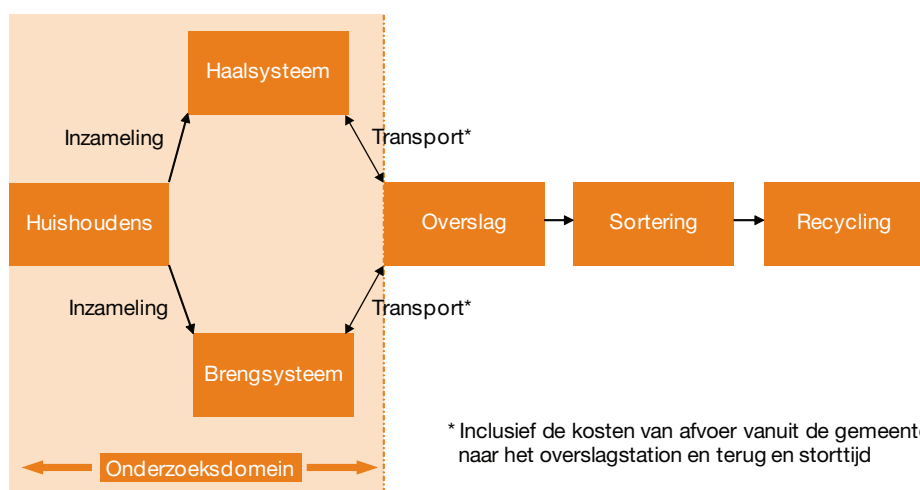 Haalsysteem
Inzameling
Transport*
Huishoudens
Overslag
Sortering
Recycling
Inzameling
Transport*
Brengsysteem
* Inclusief de kosten van afvoer vanuit de gemeente
naar het overslagstation en terug en storttijd
Onderzoeksdomein